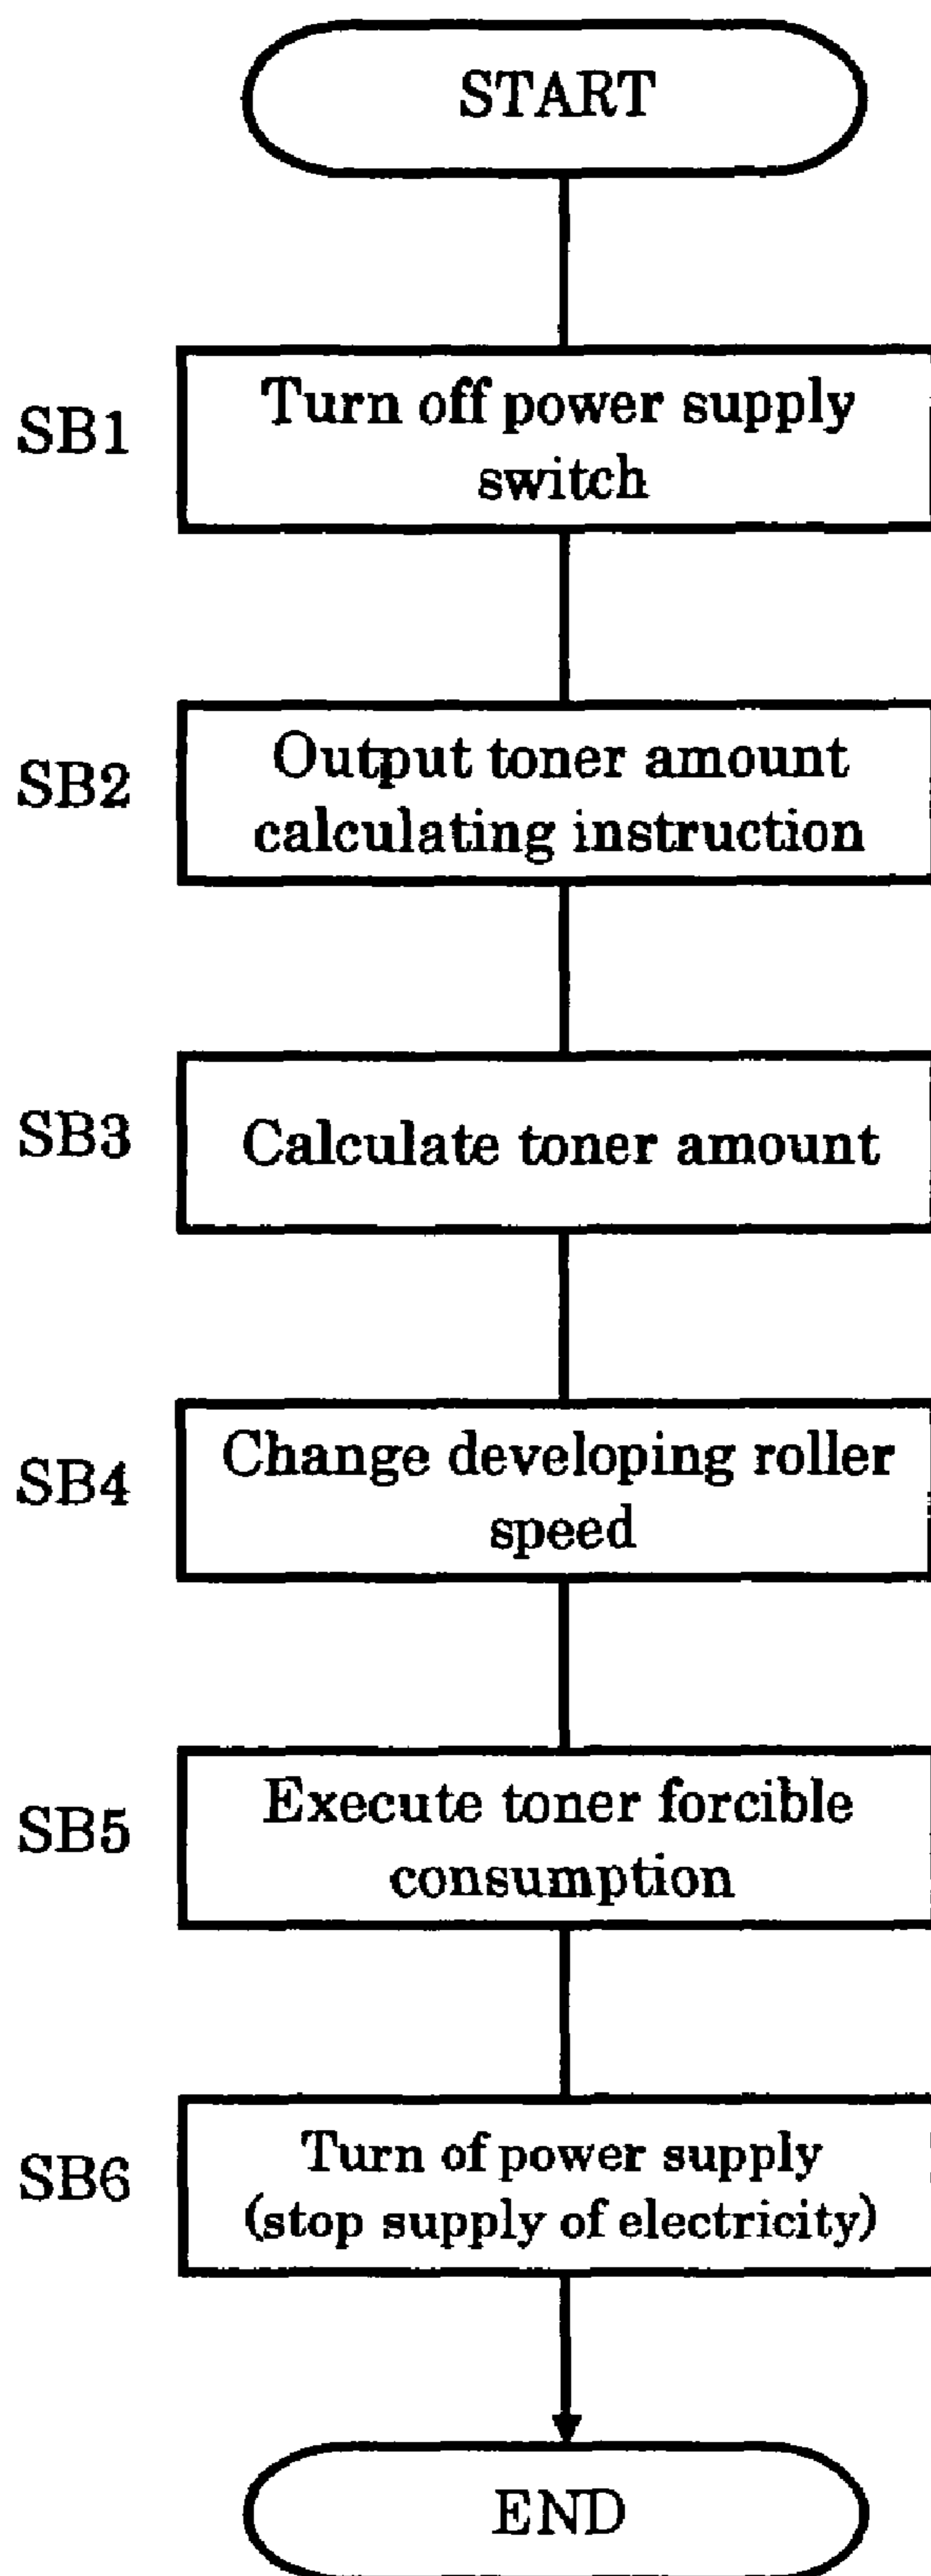 START
SB1
Turn off power supply
switch
SB2
Output toner amount
calculating instruction
SB3
Calculate toner amount
SB4
Change developing roller
speed
SB5
Execute toner forcible
consumption
SB6
Turn of power supply
(stop supply of electricity)
END